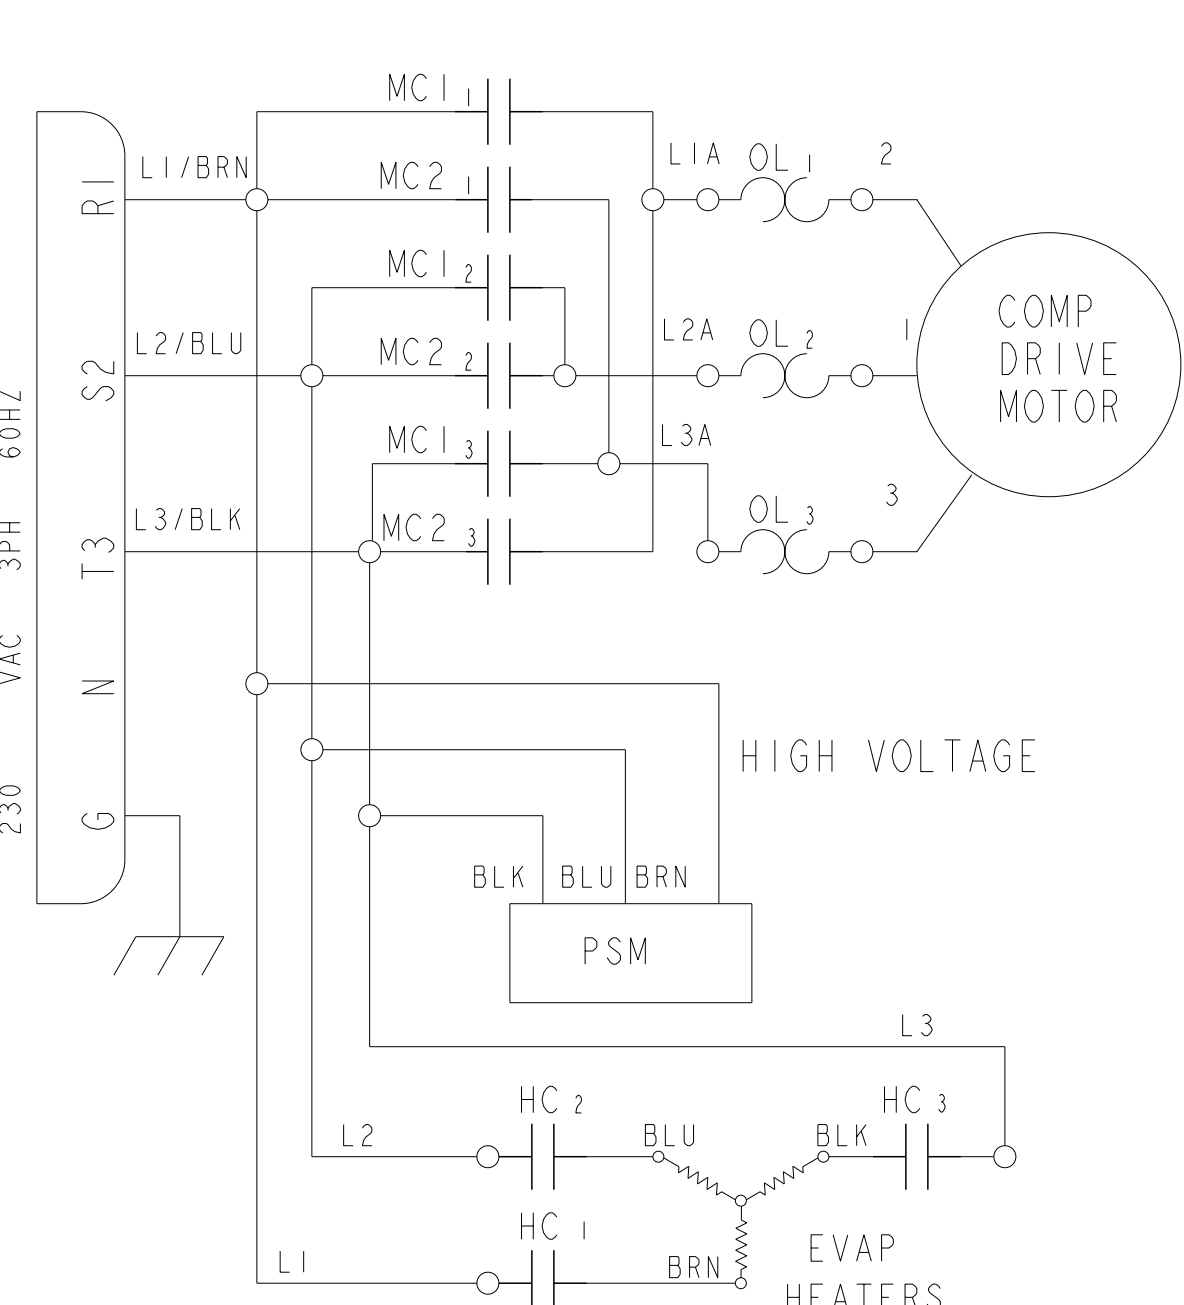 MC1 1
L1/BRN
MC2 1
L1A
OL 1
2
R1
MC1 2
L2/BLU
MC2 2
L2A
OL 2
1
COMP
DRIVE
MOTOR
S2
MC1 3
L3A
L3/BLK
MC2 3
OL 3
3
T3
230 VAC 3PH 60HZ
N
HIGH VOLTAGE
G
BLK
BLU
BRN
PSM
L3
HC 2
HC 3
L2
BLU
BLK
HC 1
L1
BRN
EVAP
HEATERS